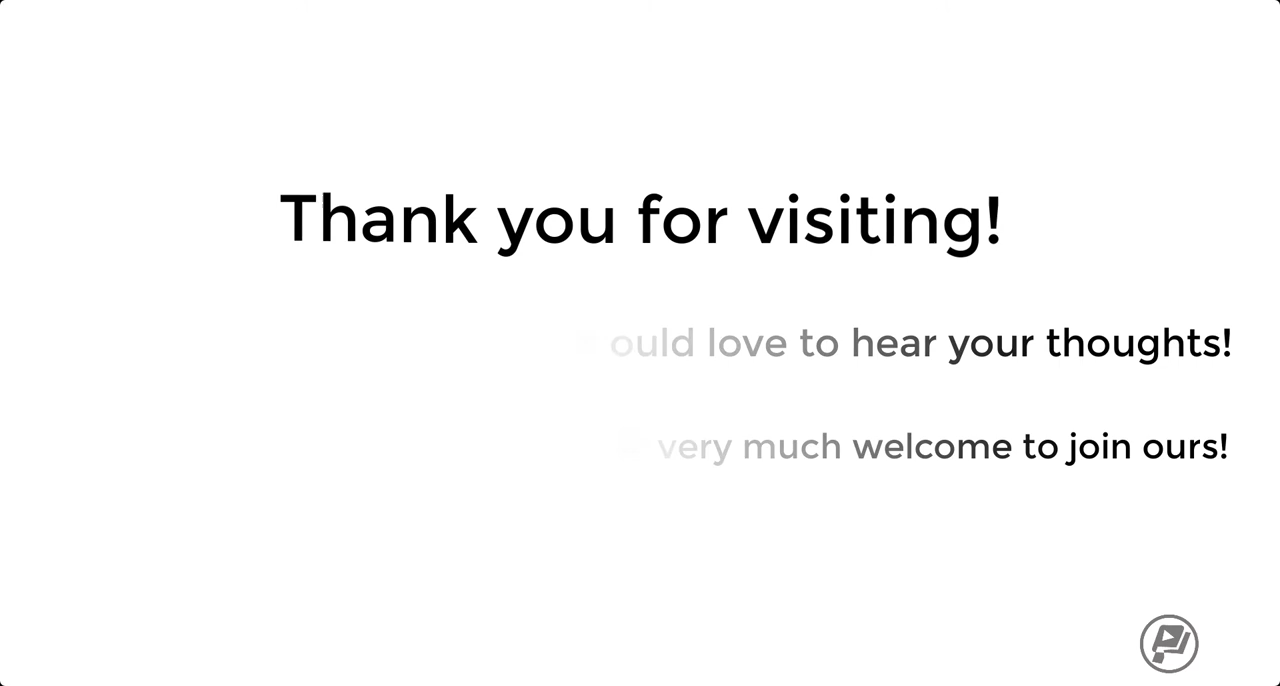 Thank you for visiting!
ould love to hear your thoughts!
very much welcome to join ours!